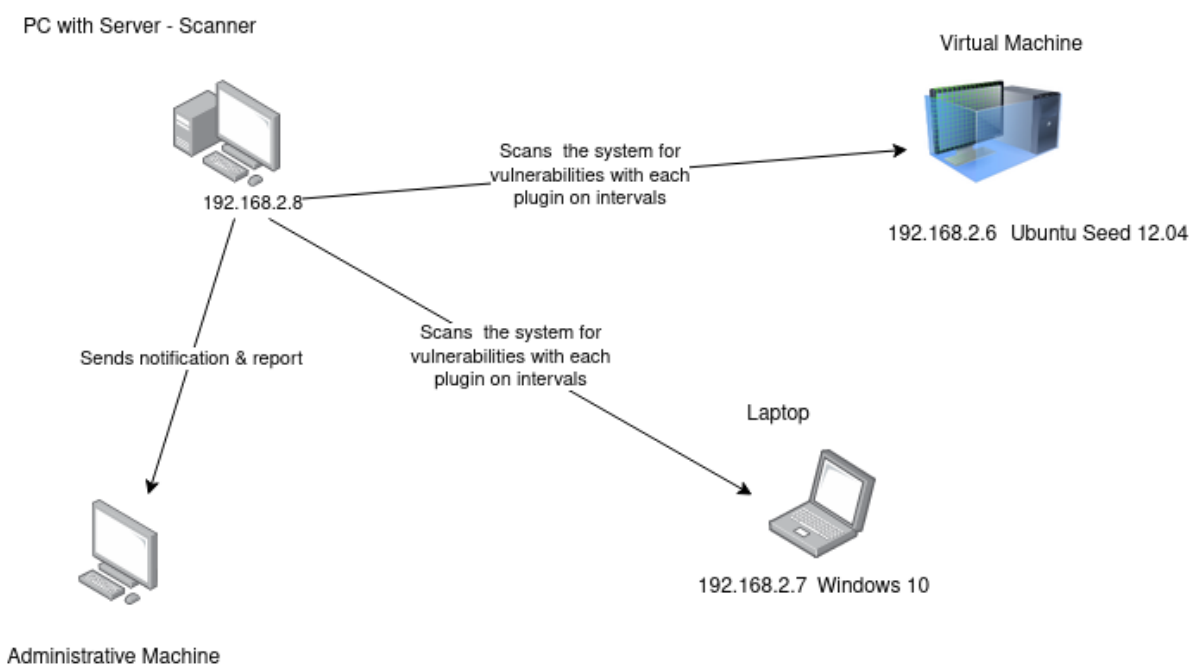 PC with Server - Scanner
Virtual Machine
Scans the system for
vulnerabilities with each
plugin on intervals
192.168.2.8
192.168.2.6 Ubuntu Seed 12.04
Scans the system for
vulnerabilities with each
plugin on intervals
Sends notification & report
Laptop
192.168.2.7 Windows 10
Administrative Machine